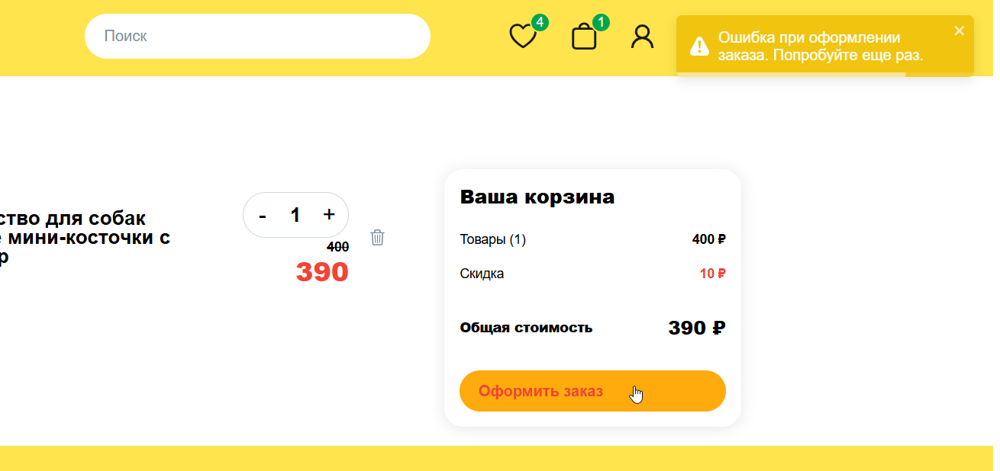 Поиск
4
1
Ошибка при оформлении
заказа. Попробуйте еще раз.
ство для собак
мини-косточки с
р
- 1 +
400
390
Ваша корзина
Товары (1) 400 ₽
Скидка 10 ₽
Общая стоимость 390 ₽
Оформить заказ